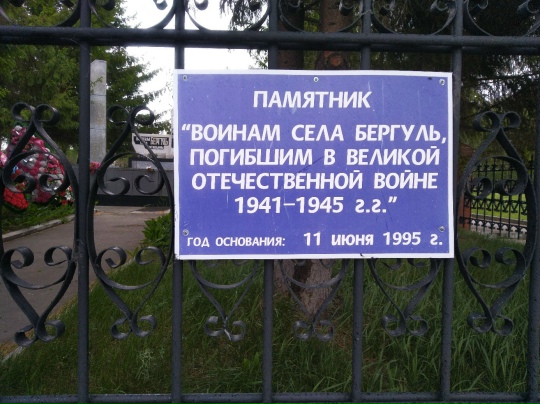 ПАМЯТНИК
"ВОИНАМ СЕЛА БЕРГУЛЬ,
ПОГИБШИМ В ВЕЛИКОЙ
ОТЕЧЕСТВЕННОЙ ВОЙНЕ
1941–1945 г.г."
ГОД ОСНОВАНИЯ: 11 июня 1995 г.